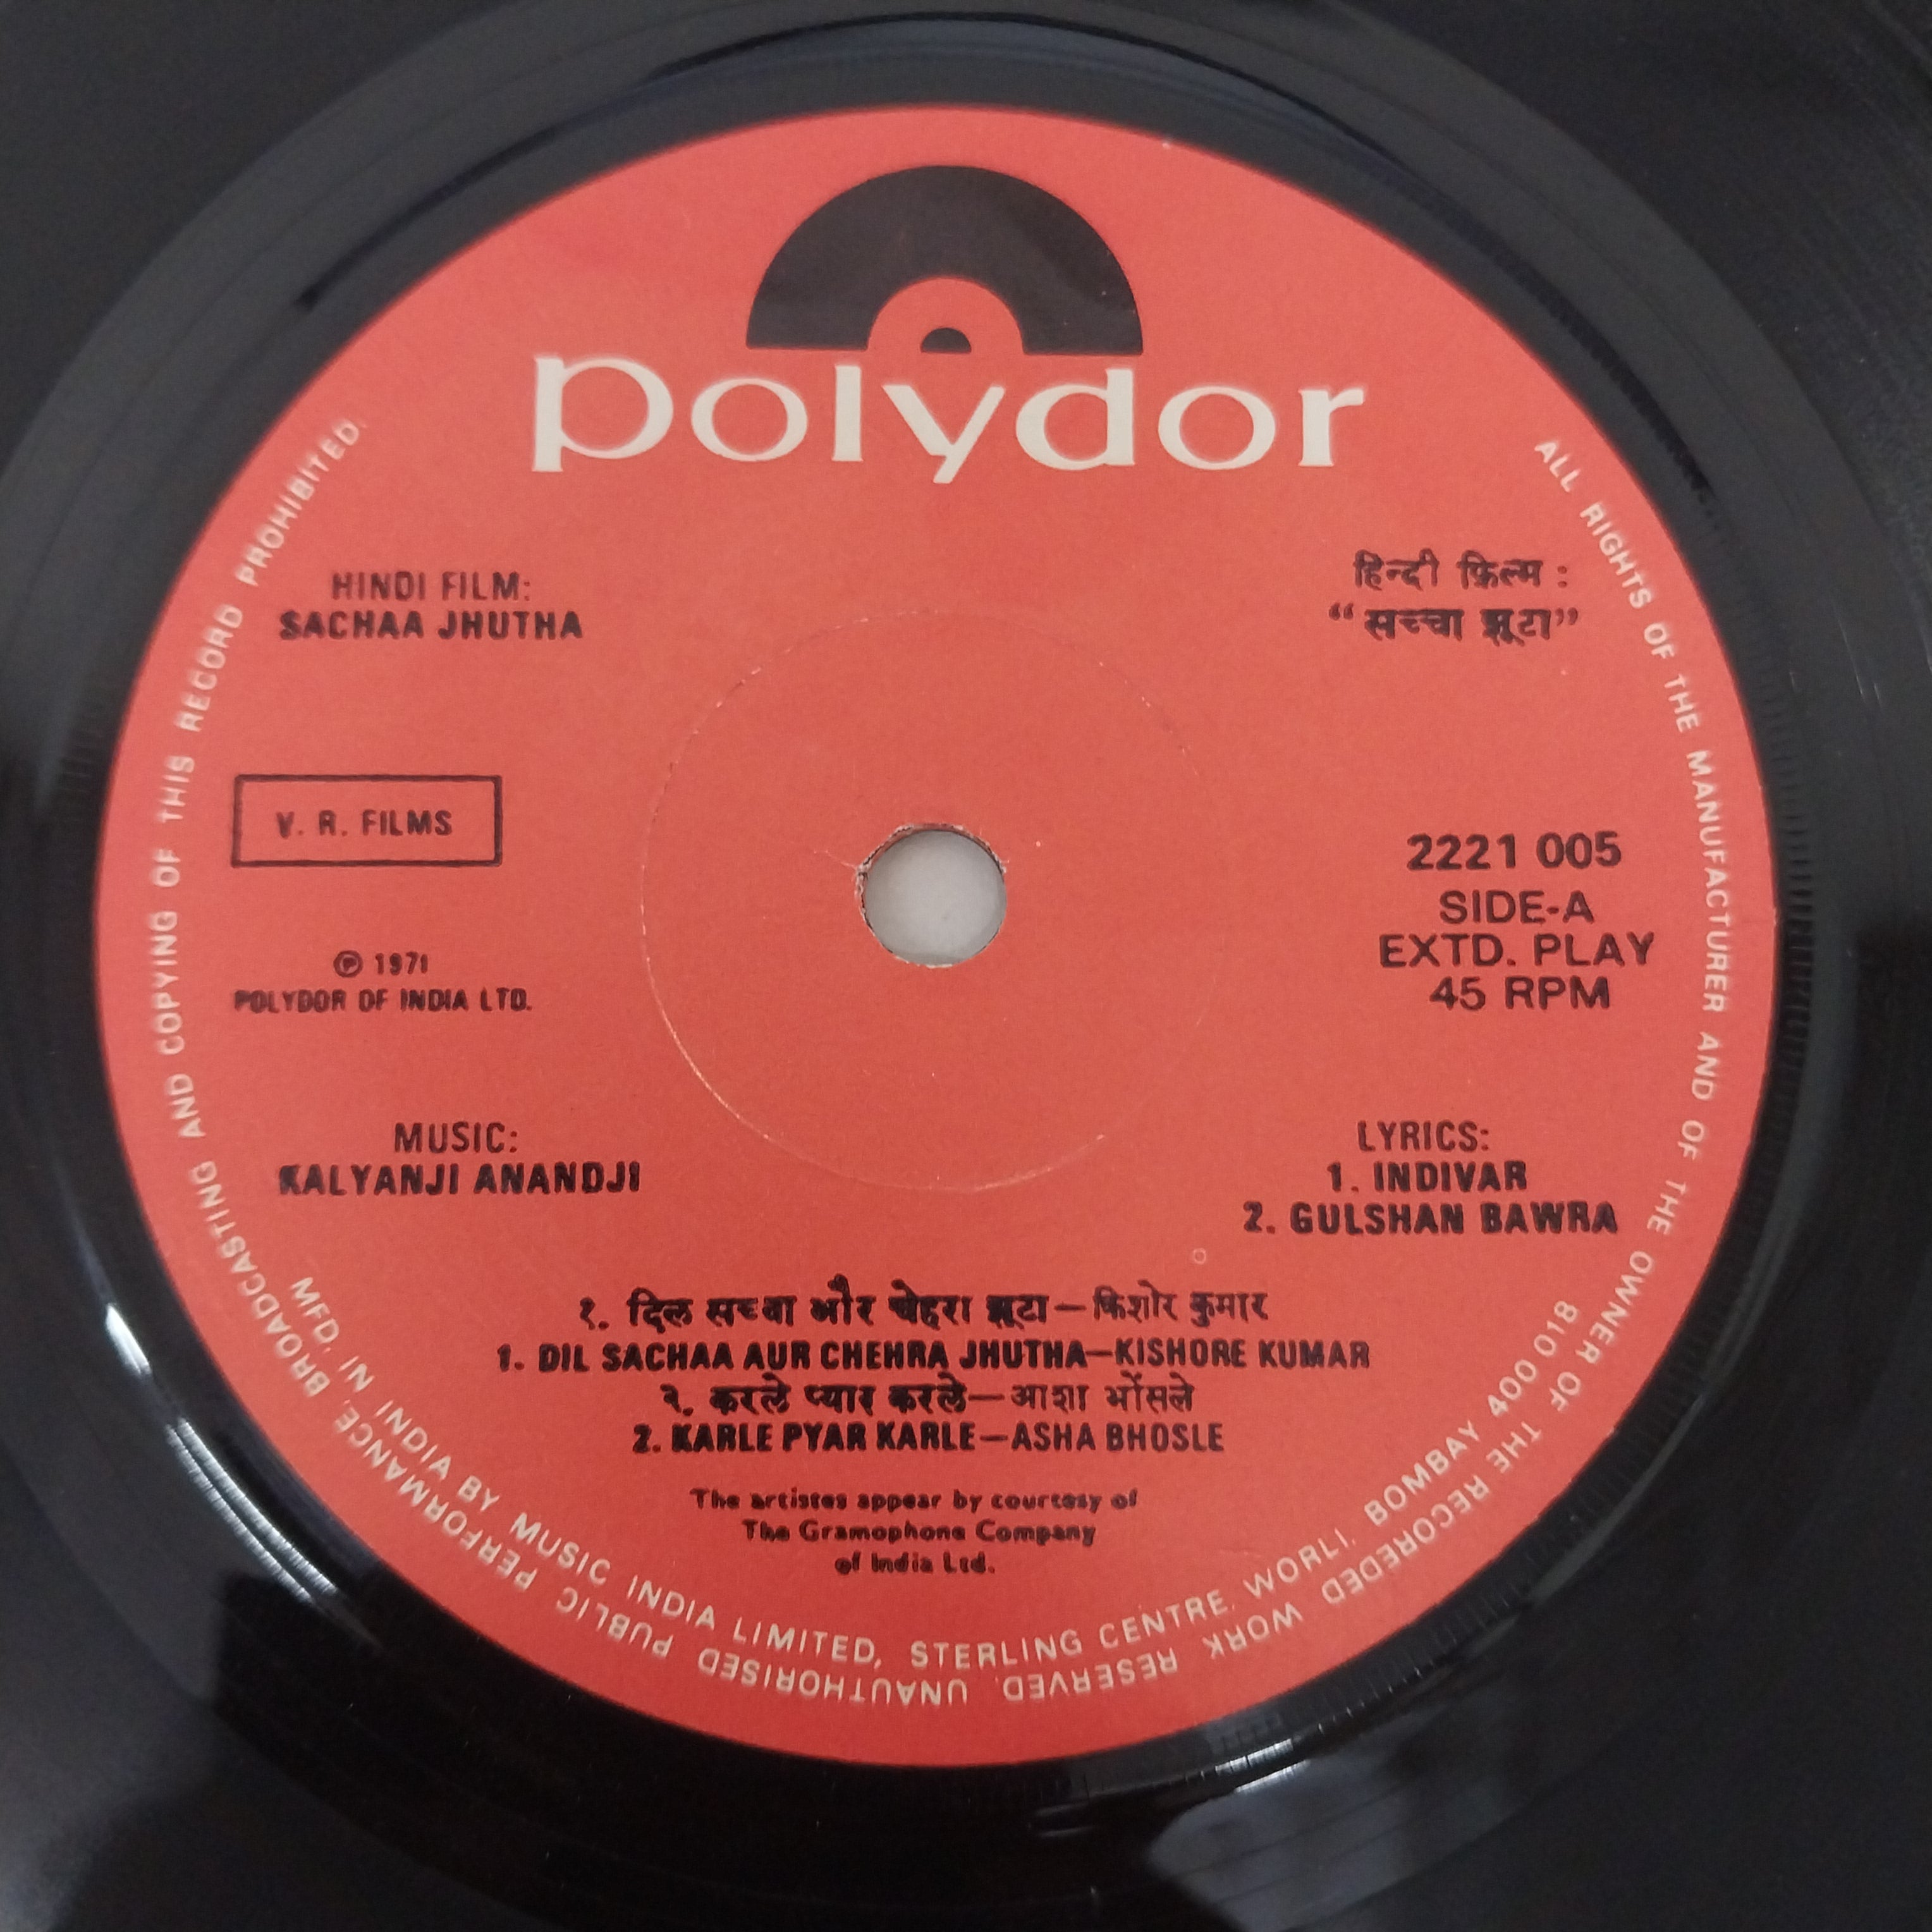 polydor
HINDI FILM:
SACHAA JHUTHA
हिन्दी फ़िल्म :
“सच्चा झूटा”
V. R. FILMS
2221 005
SIDE-A
EXTD. PLAY
45 RPM
℗ 1971
POLYDOR OF INDIA LTD.
MUSIC:
KALYANJI ANANDJI
LYRICS:
1. INDIVAR
2. GULSHAN BAWRA
१. दिल सच्चा और चेहरा झूटा—किशोर कुमार
1. DIL SACHAA AUR CHEHRA JHUTHA—KISHORE KUMAR
२. करले प्यार करले—आशा भोंसले
2. KARLE PYAR KARLE—ASHA BHOSLE
The artistes appear by courtesy of
The Gramophone Company
of India Ltd.
MFD. IN INDIA BY MUSIC INDIA LIMITED, STERLING CENTRE, WORLI, BOMBAY 400 018
ALL RIGHTS OF THE MANUFACTURER AND OF THE OWNER OF THE RECOREDED WORK RESERVED. UNAUTHORISED PUBLIC PERFORMANCE, BROADCASTING AND COPYING OF THIS RECORD PROHIBITED.